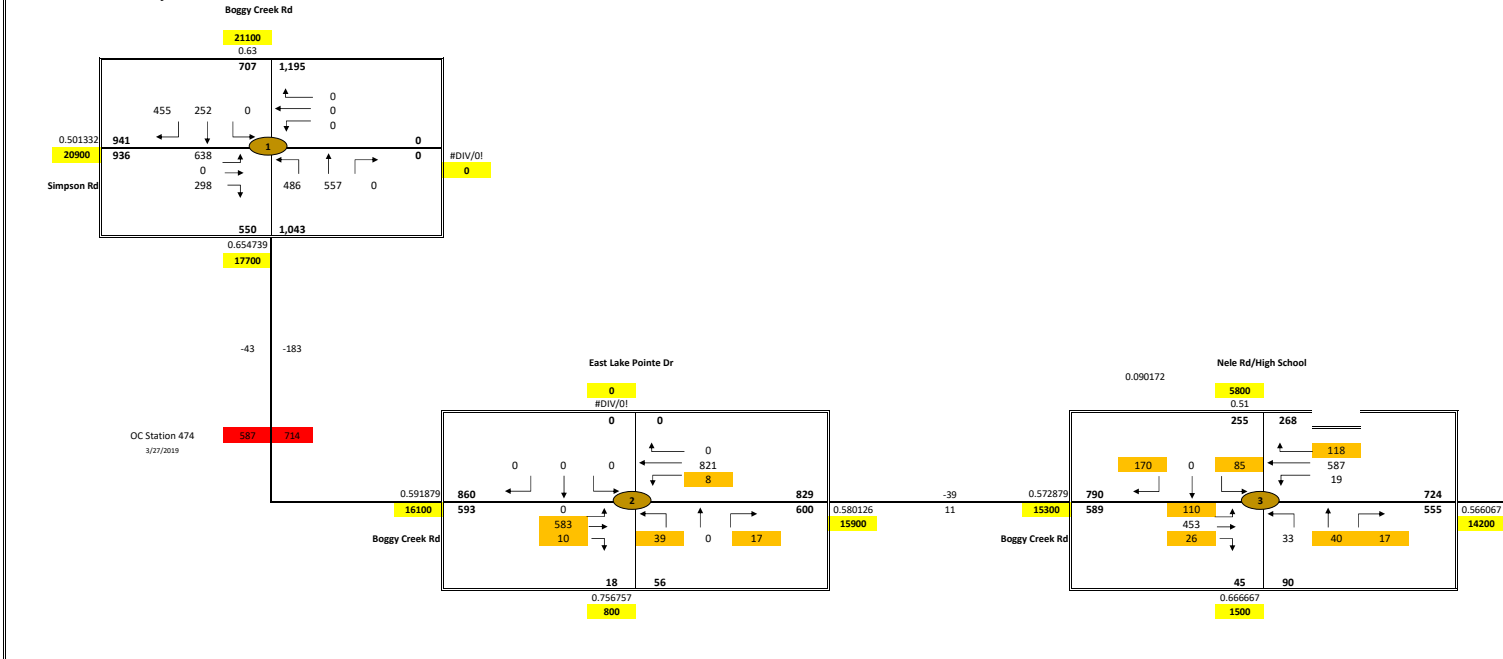 Boggy Creek Rd
21100
0.63
707 1,195
0
455 252 0 0
0
0.501332 941 1 0
20900 936 638 0 #DIV/0!
0 0
Simpson Rd 298 486 557 0
550 1,043
0.654739
17700
-43 -183
East Lake Pointe Dr Nele Rd/High School
0.090172
0 5800
#DIV/0! 0.51
0 0 255 268
OC Station 474 587 714
3/27/2019
0 118
0 0 0 821 170 0 85 587
8 19
0.591879 860 2 829 -39 0.572879 790 3 724
16100 593 0 600 0.580126 11 15300 589 110 555 0.566067
583 15900 453 14200
Boggy Creek Rd 10 39 0 17 Boggy Creek Rd 26 33 40 17
18 56 45 90
0.756757 0.666667
800 1500